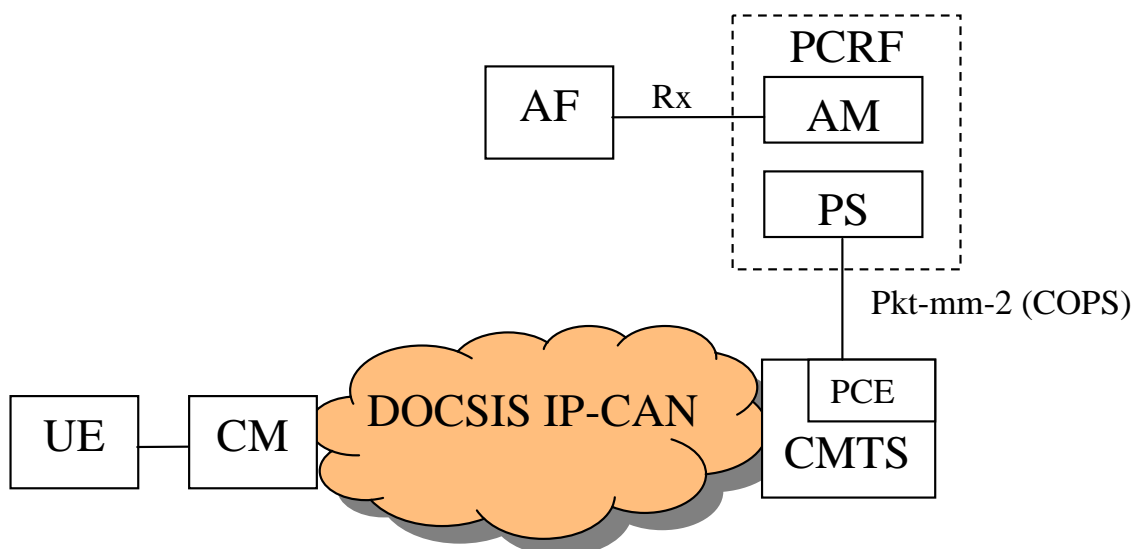 PCRF
AF
Rx
AM
PS
Pkt-mm-2 (COPS)
PCE
DOCSIS IP-CAN
UE
CM
CMTS